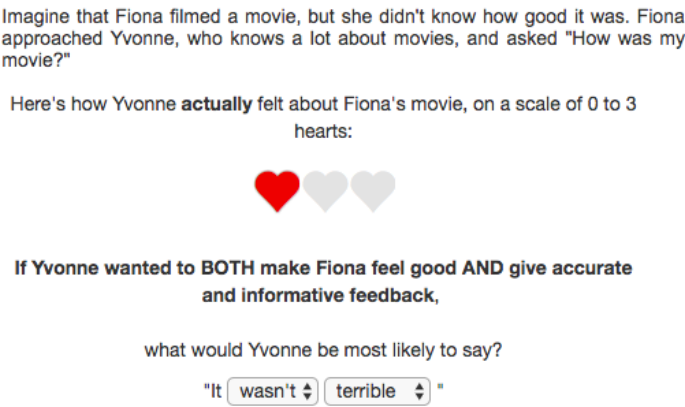 Imagine that Fiona filmed a movie, but she didn't know how good it was. Fiona
approached Yvonne, who knows a lot about movies, and asked "How was my
movie?"
Here's how Yvonne actually felt about Fiona's movie, on a scale of 0 to 3
hearts:
If Yvonne wanted to BOTH make Fiona feel good AND give accurate
and informative feedback,
what would Yvonne be most likely to say?
"It wasn't terrible "